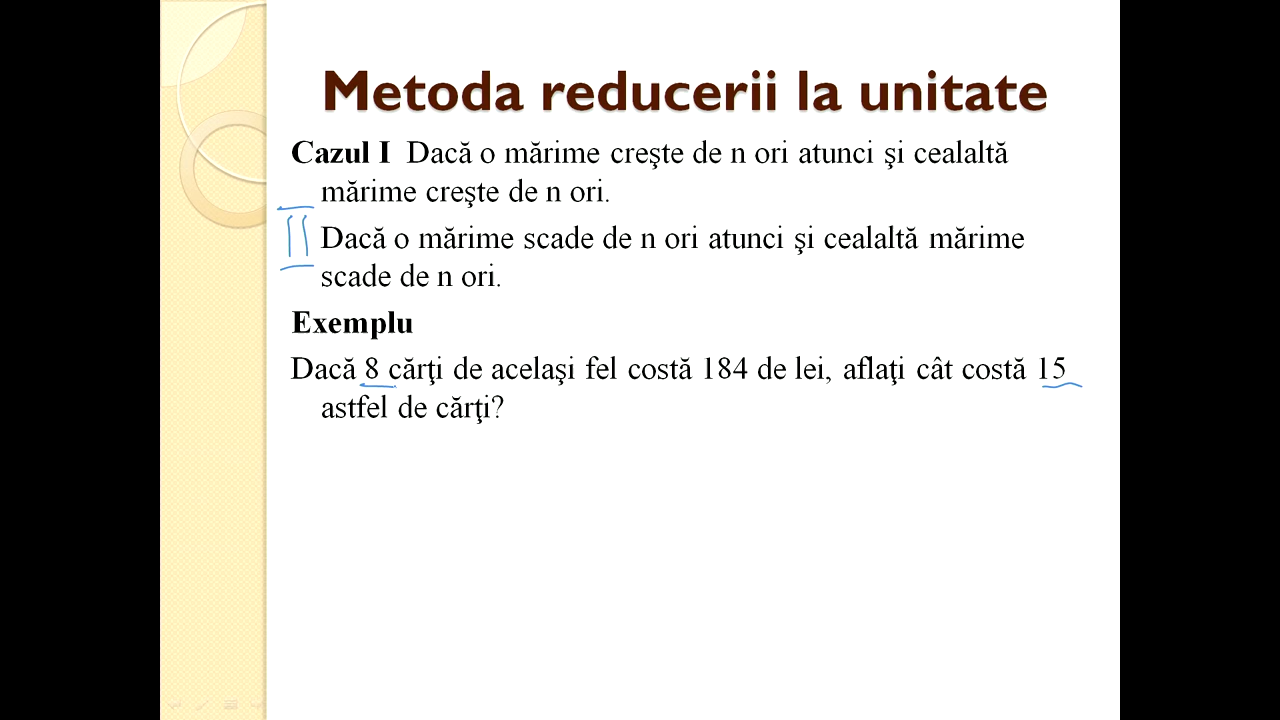 Metoda reducerii la unitate
Cazul I Dacă o mărime creşte de n ori atunci şi cealaltă
mărime creşte de n ori.
II Dacă o mărime scade de n ori atunci şi cealaltă mărime
scade de n ori.
Exemplu
Dacă 8 cărţi de acelaşi fel costă 184 de lei, aflaţi cât costă 15
astfel de cărţi?